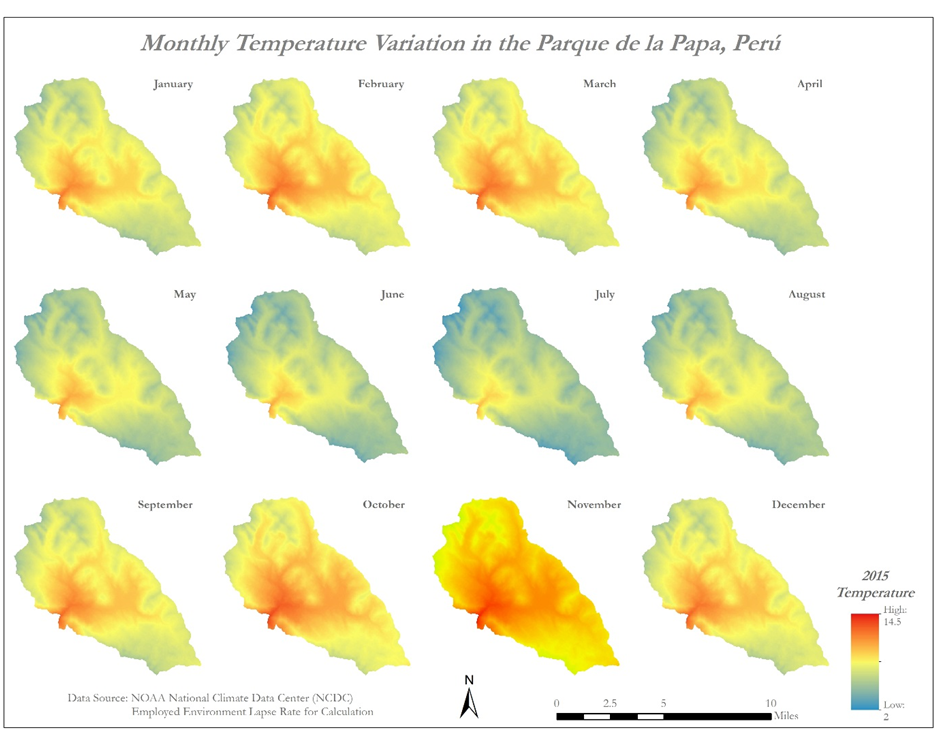 Monthly Temperature Variation in the Parque de la Papa, Perú
January
February
March
April
May
June
July
August
September
October
November
December
2015
Temperature
High:
14.5
Low:
2
Data Source: NOAA National Climate Data Center (NCDC)
Employed Environment Lapse Rate for Calculation
N
0 2.5 5 10
Miles